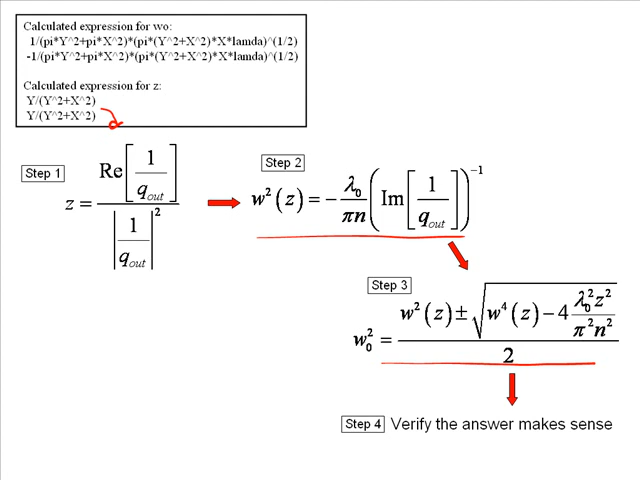 Calculated expression for wo:
1/(pi*Y^2+pi*X^2)*(pi*(Y^2+X^2)*X*lamda)^(1/2)
-1/(pi*Y^2+pi*X^2)*(pi*(Y^2+X^2)*X*lamda)^(1/2)
Calculated expression for z:
Y/(Y^2+X^2)
Y/(Y^2+X^2)
Step 1
z = Re[1/q_out] / |1/q_out|^2
Step 2
w^2(z) = -λ_0/πn (Im[1/q_out])^-1
Step 3
w_0^2 = (w^2(z) ± √(w^4(z) - 4 λ_0^2 z^2/π^2 n^2)) / 2
Step 4 Verify the answer makes sense